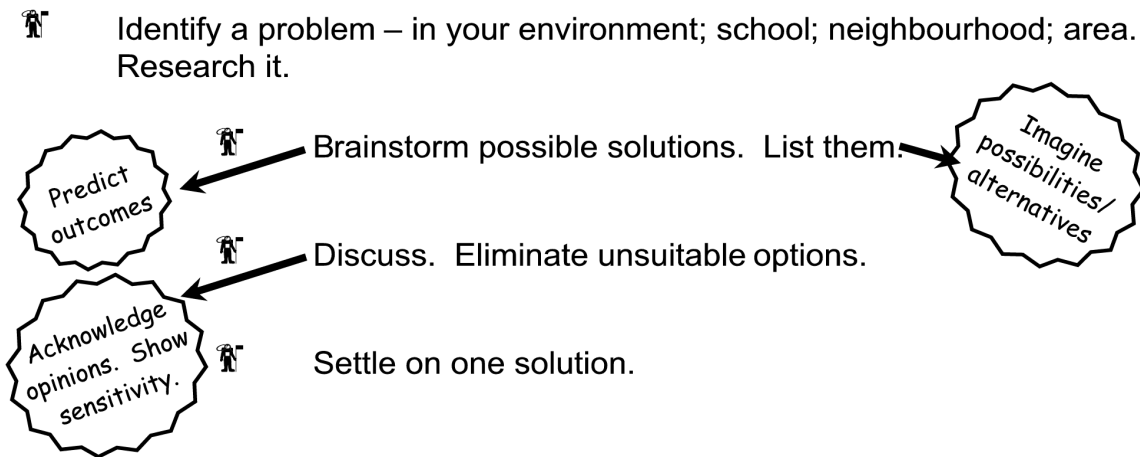 Identify a problem – in your environment; school; neighbourhood; area.
Research it.
Brainstorm possible solutions.  List them.
Imagine
possibilities/
alternatives
Predict
outcomes
Discuss.  Eliminate unsuitable options.
Acknowledge
opinions.  Show
sensitivity.
Settle on one solution.